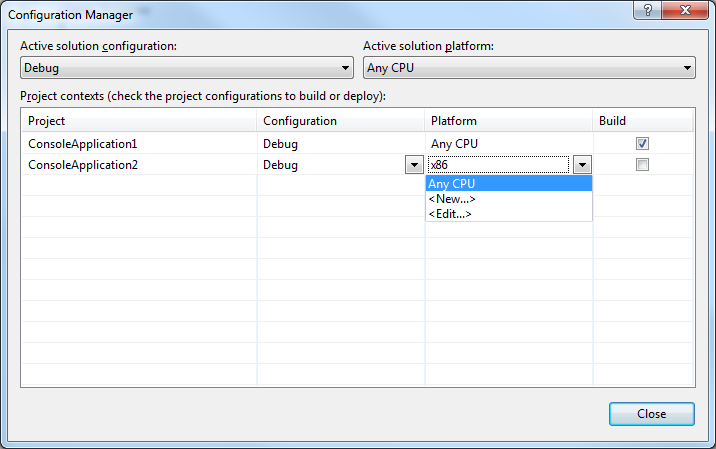 Configuration Manager
Active solution configuration: Active solution platform:
Debug Any CPU
Project contexts (check the project configurations to build or deploy):
Project Configuration Platform Build
ConsoleApplication1 Debug Any CPU
ConsoleApplication2 Debug x86
Any CPU
<New...>
<Edit...>
Close